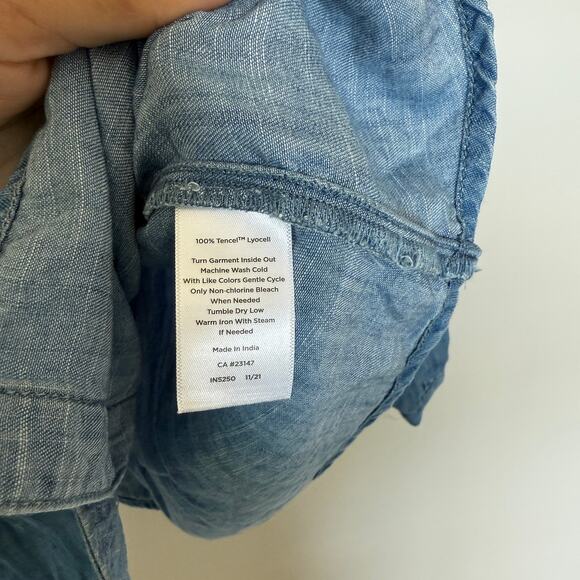 100% Tencel™ Lyocell
Turn Garment Inside Out
Machine Wash Cold
With Like Colors Gentle Cycle
Only Non-chlorine Bleach
When Needed
Tumble Dry Low
Warm Iron With Steam
If Needed
Made In India
CA #23147
IN5250 11/21